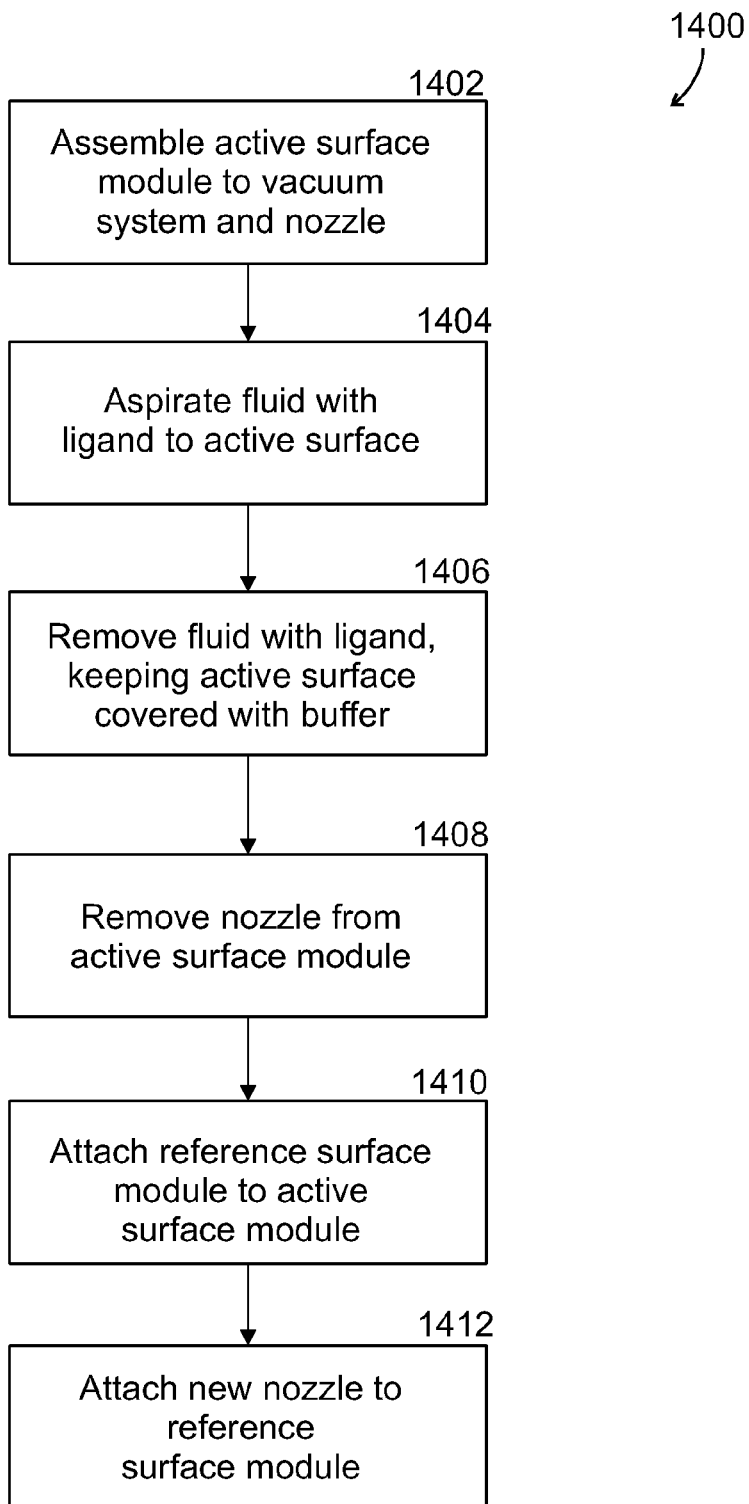 1400
1402
Assemble active surface
module to vacuum
system and nozzle
1404
Aspirate fluid with
ligand to active surface
1406
Remove fluid with ligand,
keeping active surface
covered with buffer
1408
Remove nozzle from
active surface module
1410
Attach reference surface
module to active
surface module
1412
Attach new nozzle to
reference
surface module